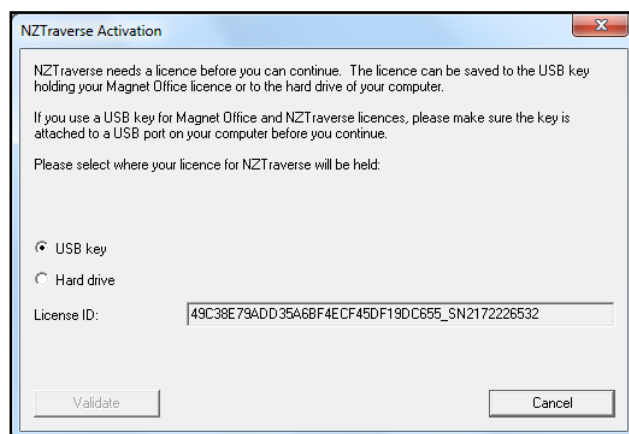 NZTraverse Activation
NZTraverse needs a licence before you can continue. The licence can be saved to the USB key
holding your Magnet Office licence or to the hard drive of your computer.
If you use a USB key for Magnet Office and NZTraverse licences, please make sure the key is
attached to a USB port on your computer before you continue.
Please select where your licence for NZTraverse will be held:
USB key
Hard drive
License ID: 49C38E79ADD35A6BF4ECF45DF19DC655_SN2172226532
Validate Cancel